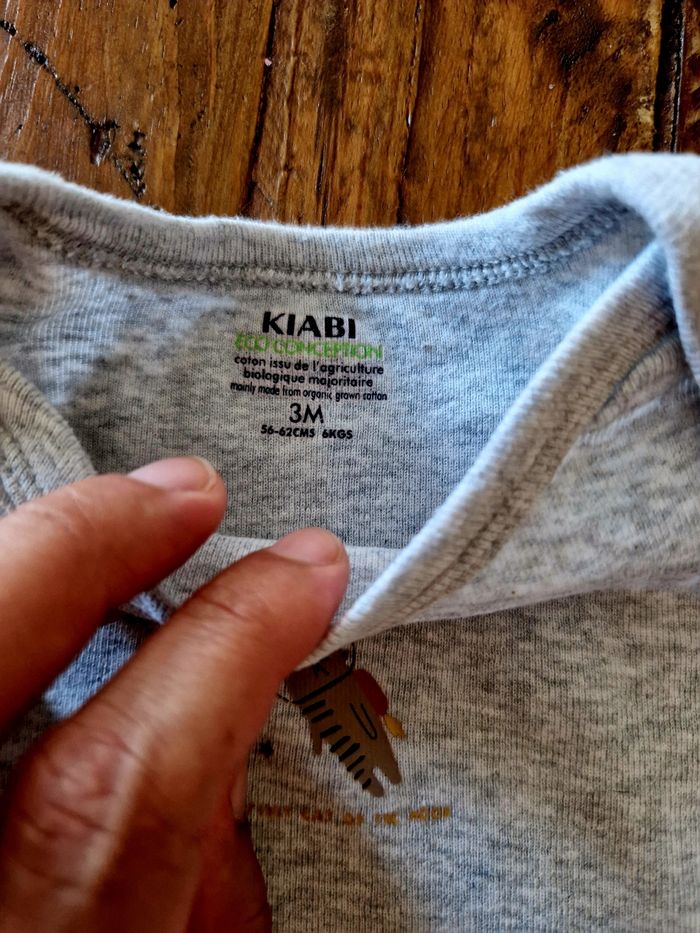 KIABI
ECO CONCEPTION
coton issu de l'agriculture
biologique majoritaire
mainly made from organic grown cotton
3M
56-62CMS 6KGS